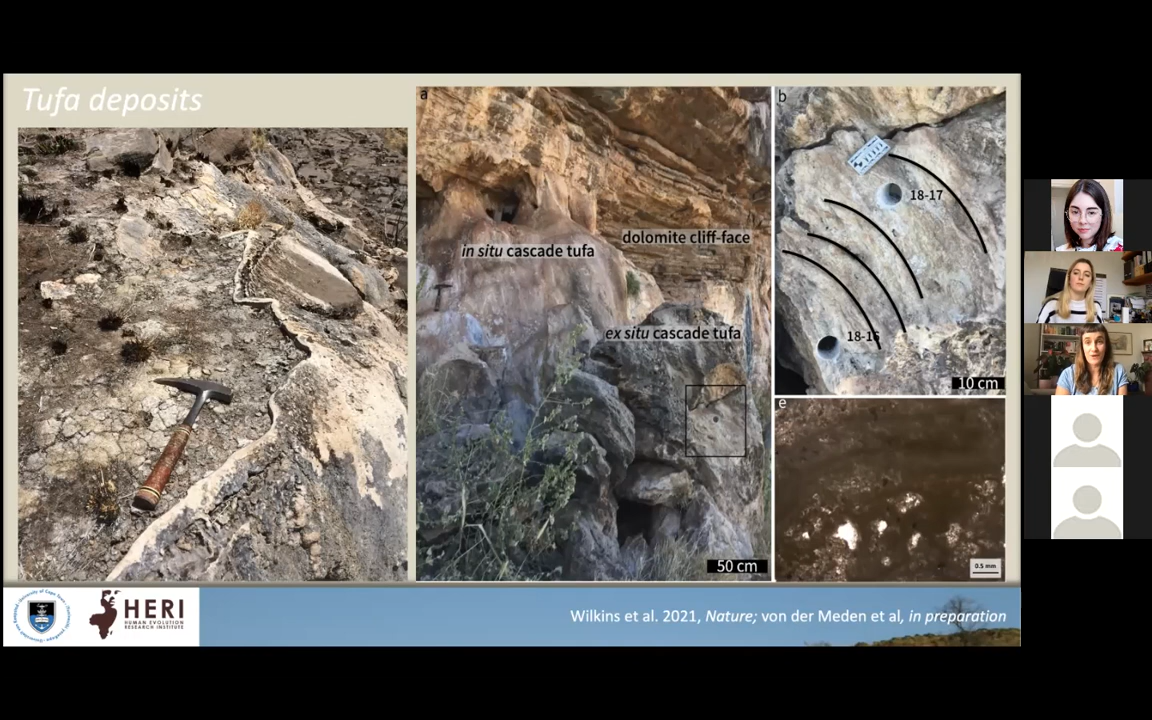 Tufa deposits
a
in situ cascade tufa
dolomite cliff-face
ex situ cascade tufa
50 cm
b
18-17
18-16
10 cm
e
0.5 mm
HERI
HUMAN EVOLUTION
RESEARCH INSTITUTE
Wilkins et al. 2021, Nature; von der Meden et al, in preparation